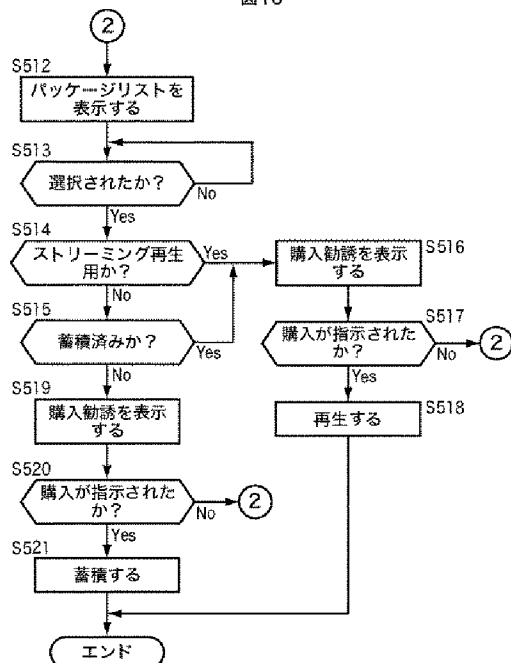 ②
S512
パッケージリストを
表示する
S513
選択されたか？
No
Yes
S514
ストリーミング再生
用か？
Yes
No
S515
蓄積済みか？
Yes
No
S516
購入勧誘を表示
する
S517
購入が指示された
か？
No
②
Yes
S518
再生する
S519
購入勧誘を表示
する
S520
購入が指示された
か？
No
②
Yes
S521
蓄積する
エンド